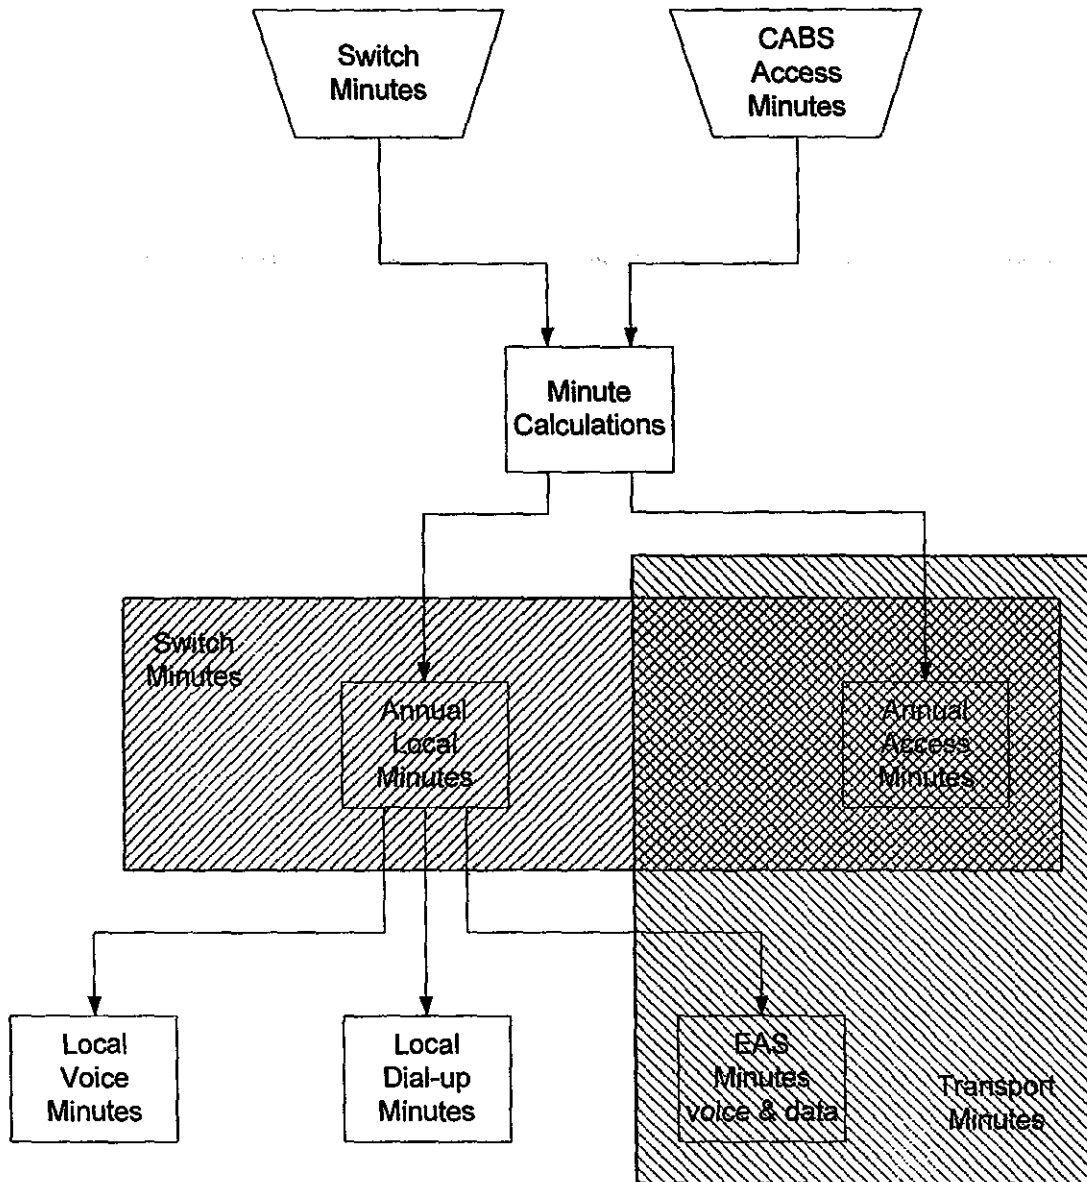 Switch
Minutes
CABS
Access
Minutes
Minute
Calculations
Switch
Minutes
Annual
Local
Minutes
Annual
Access
Minutes
Local
Voice
Minutes
Local
Dial-up
Minutes
EAS
Minutes
voice & data
Transport
Minutes